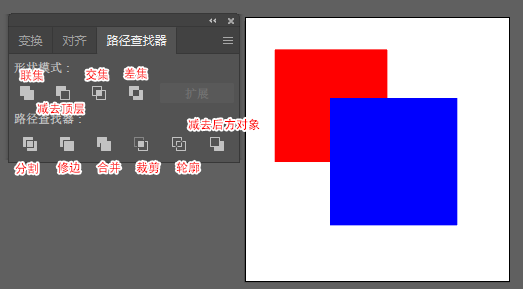 变换 对齐 路径查找器
形状模式：
联集 减去顶层 交集 差集
扩展
路径查找器：
减去后方对象
分割 修边 合并 裁剪 轮廓